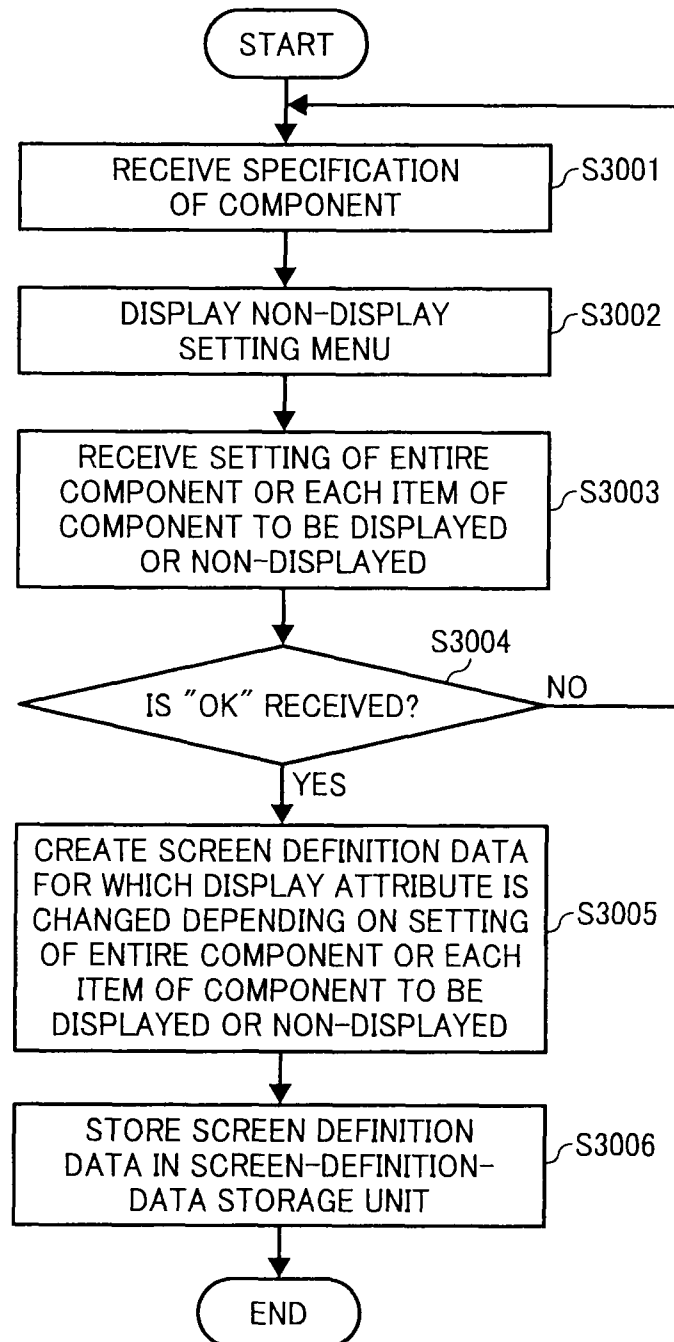 START
RECEIVE SPECIFICATION
OF COMPONENT
S3001
DISPLAY NON-DISPLAY
SETTING MENU
S3002
RECEIVE SETTING OF ENTIRE
COMPONENT OR EACH ITEM OF
COMPONENT TO BE DISPLAYED
OR NON-DISPLAYED
S3003
S3004
IS "OK" RECEIVED?
NO
YES
CREATE SCREEN DEFINITION DATA
FOR WHICH DISPLAY ATTRIBUTE IS
CHANGED DEPENDING ON SETTING
OF ENTIRE COMPONENT OR EACH
ITEM OF COMPONENT TO BE
DISPLAYED OR NON-DISPLAYED
S3005
STORE SCREEN DEFINITION
DATA IN SCREEN-DEFINITION-
DATA STORAGE UNIT
S3006
END